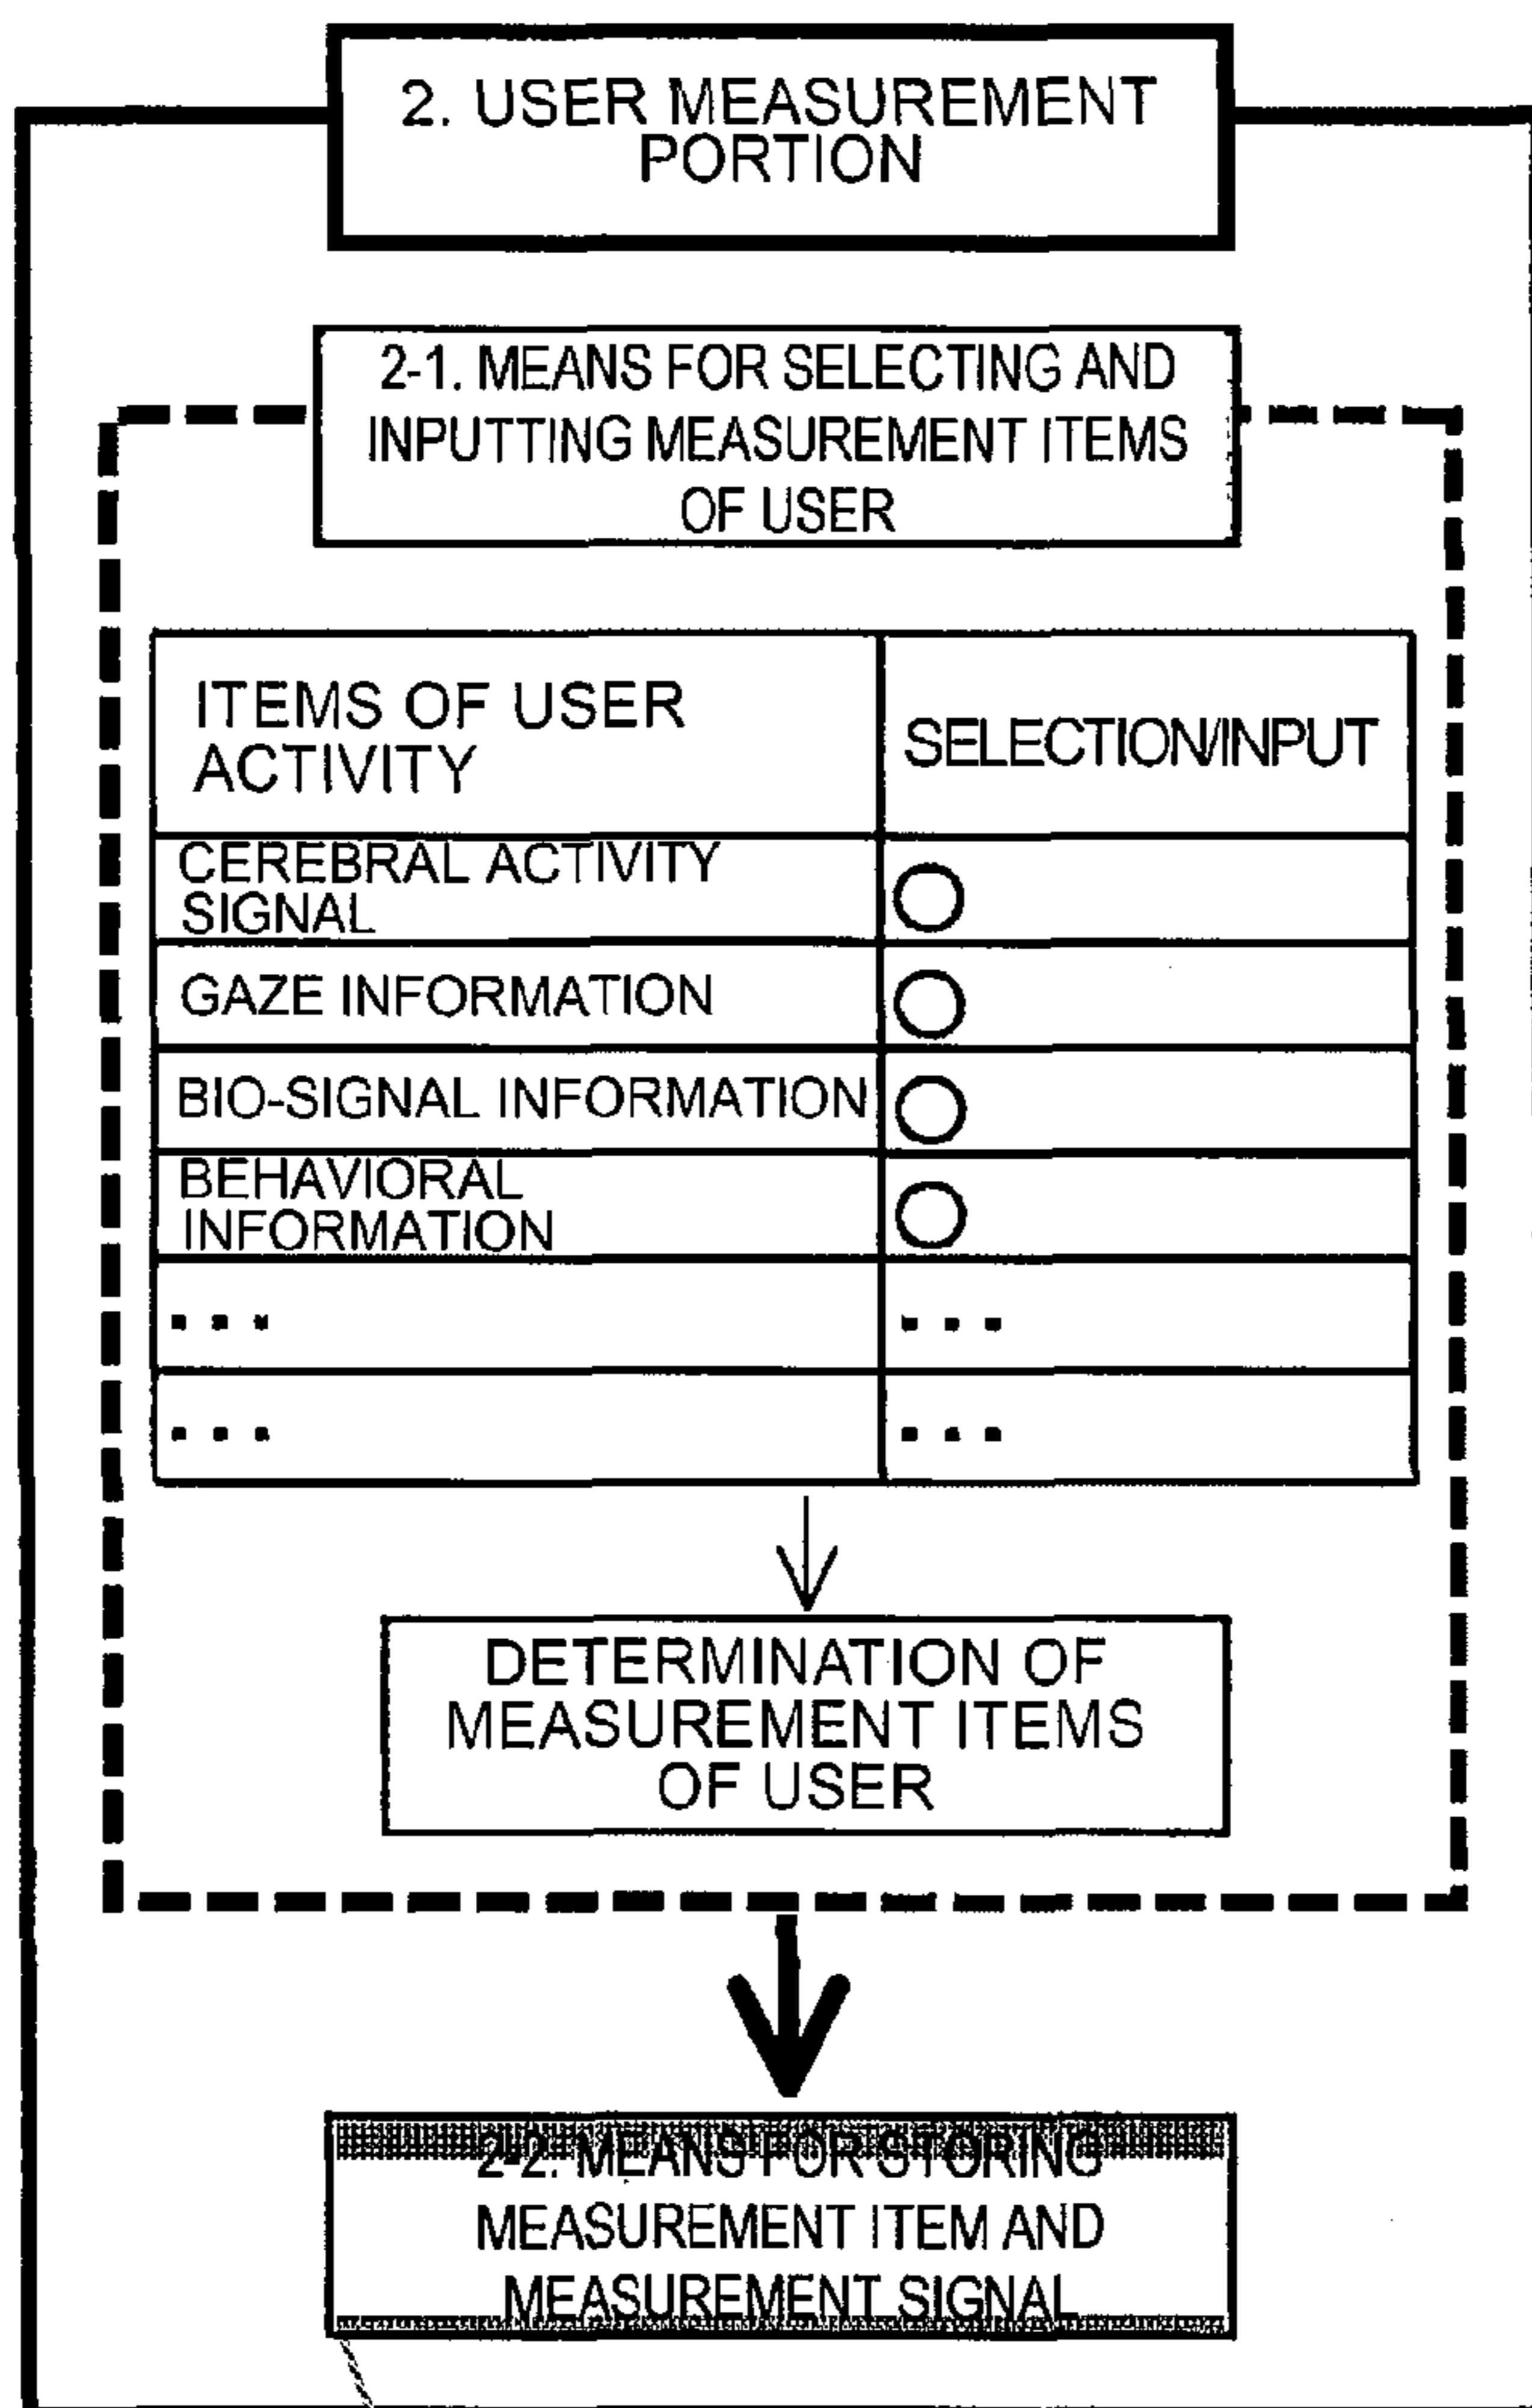 2. USER MEASUREMENT
PORTION
2-1. MEANS FOR SELECTING AND
INPUTTING MEASUREMENT ITEMS
OF USER
ITEMS OF USER
ACTIVITY
SELECTION/INPUT
CEREBRAL ACTIVITY
SIGNAL
GAZE INFORMATION
BIO-SIGNAL INFORMATION
BEHAVIORAL
INFORMATION
... ...
... ...
DETERMINATION OF
MEASUREMENT ITEMS
OF USER
2-2. MEANS FOR STORING
MEASUREMENT ITEM AND
MEASUREMENT SIGNAL